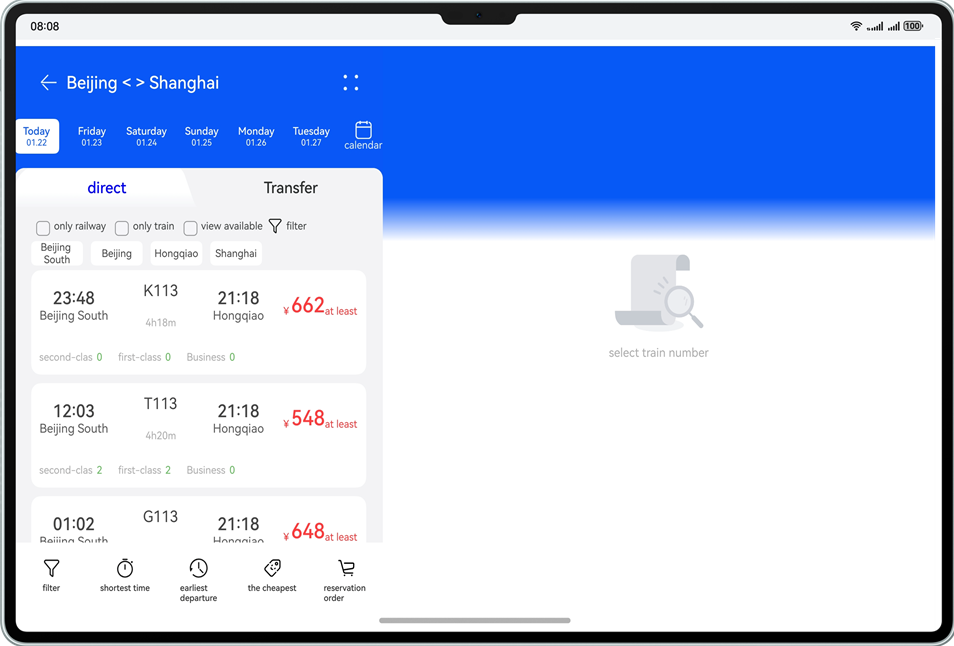 08:08
100
Beijing < > Shanghai
Today Friday Saturday Sunday Monday Tuesday
01.22 01.23 01.24 01.25 01.26 01.27 calendar
direct Transfer
only railway only train view available filter
Beijing South Beijing Hongqiao Shanghai
23:48 K113 21:18 ¥662at least
Beijing South 4h18m Hongqiao
second-clas 0 first-class 0 Business 0
12:03 T113 21:18 ¥548at least
Beijing South 4h20m Hongqiao
second-clas 2 first-class 2 Business 0
01:02 G113 21:18 ¥648at least
Beijing South Hongqiao
filter shortest time earliest departure the cheapest reservation order
select train number